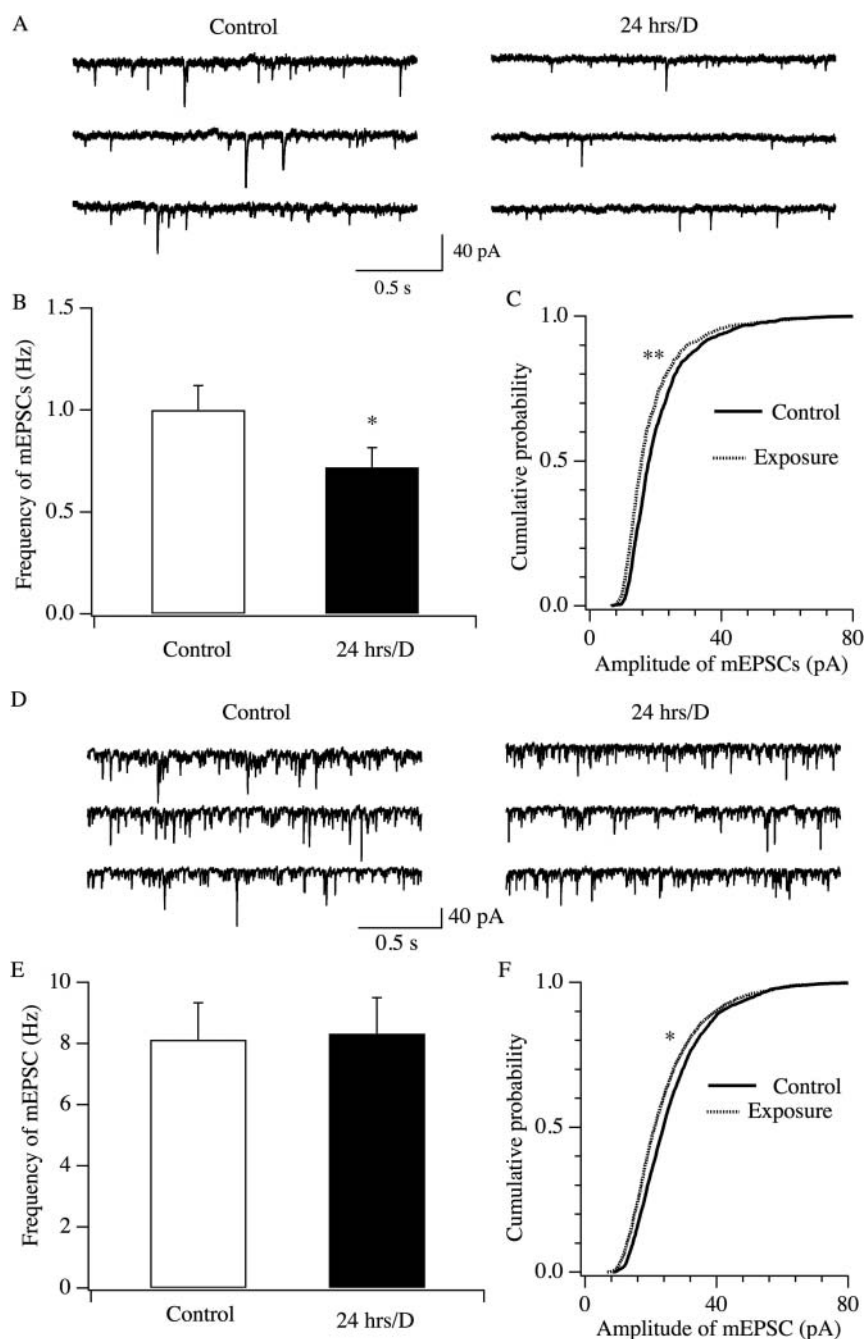 A
Control
24 hrs/D
40 pA
0.5 s
B
1.5
1.0
0.5
0.0
Frequency of mEPSCs (Hz)
*
Control
24 hrs/D
C
1.0
0.5
0.0
Cumulative probability
**
Control
Exposure
0
40
80
Amplitude of mEPSCs (pA)
D
Control
24 hrs/D
40 pA
0.5 s
E
10
8
6
4
2
0
Frequency of mEPSC (Hz)
Control
24 hrs/D
F
1.0
0.5
0.0
Cumulative probability
*
Control
Exposure
0
40
80
Amplitude of mEPSC (pA)